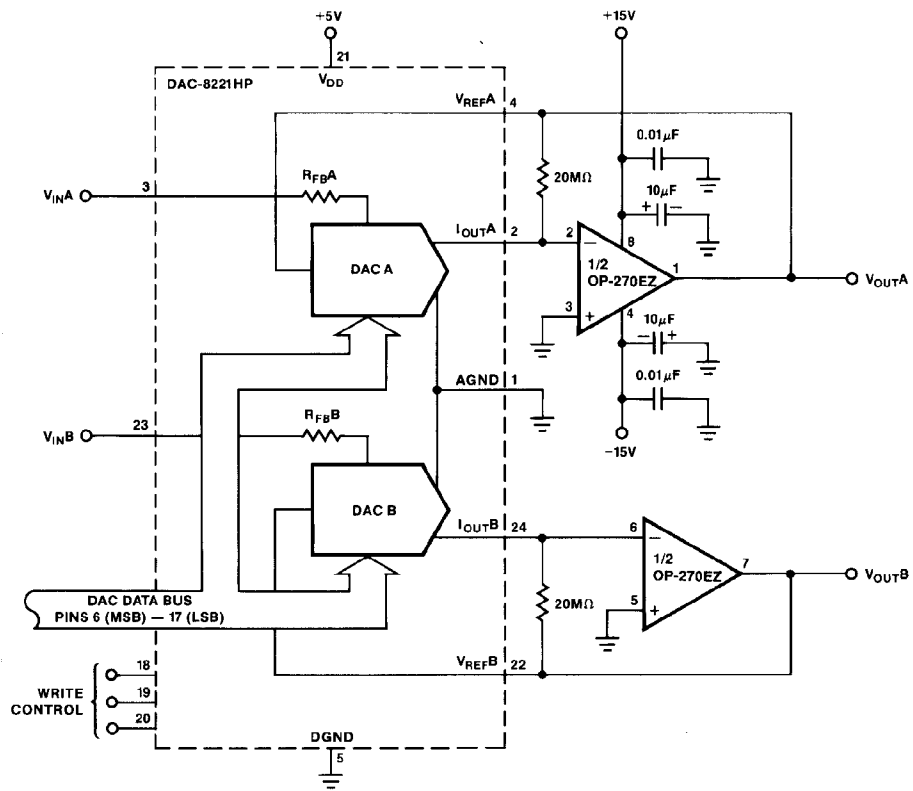 +5V
+15V
21
DAC-8221HP
VDD
VREFA 4
0.01µF
RFBA
20MΩ
VINA
3
10µF
+ −
IOUTA 2
2
−
8
DAC A
1/2
OP-270EZ
1
VOUTA
3
+
4
10µF
− +
AGND 1
0.01µF
RFBB
23
VINB
−15V
DAC B
IOUTB 24
6
−
1/2
OP-270EZ
7
VOUTB
DAC DATA BUS
PINS 6 (MSB) — 17 (LSB)
20MΩ
5
+
VREFB 22
18
WRITE
CONTROL
19
20
DGND
5